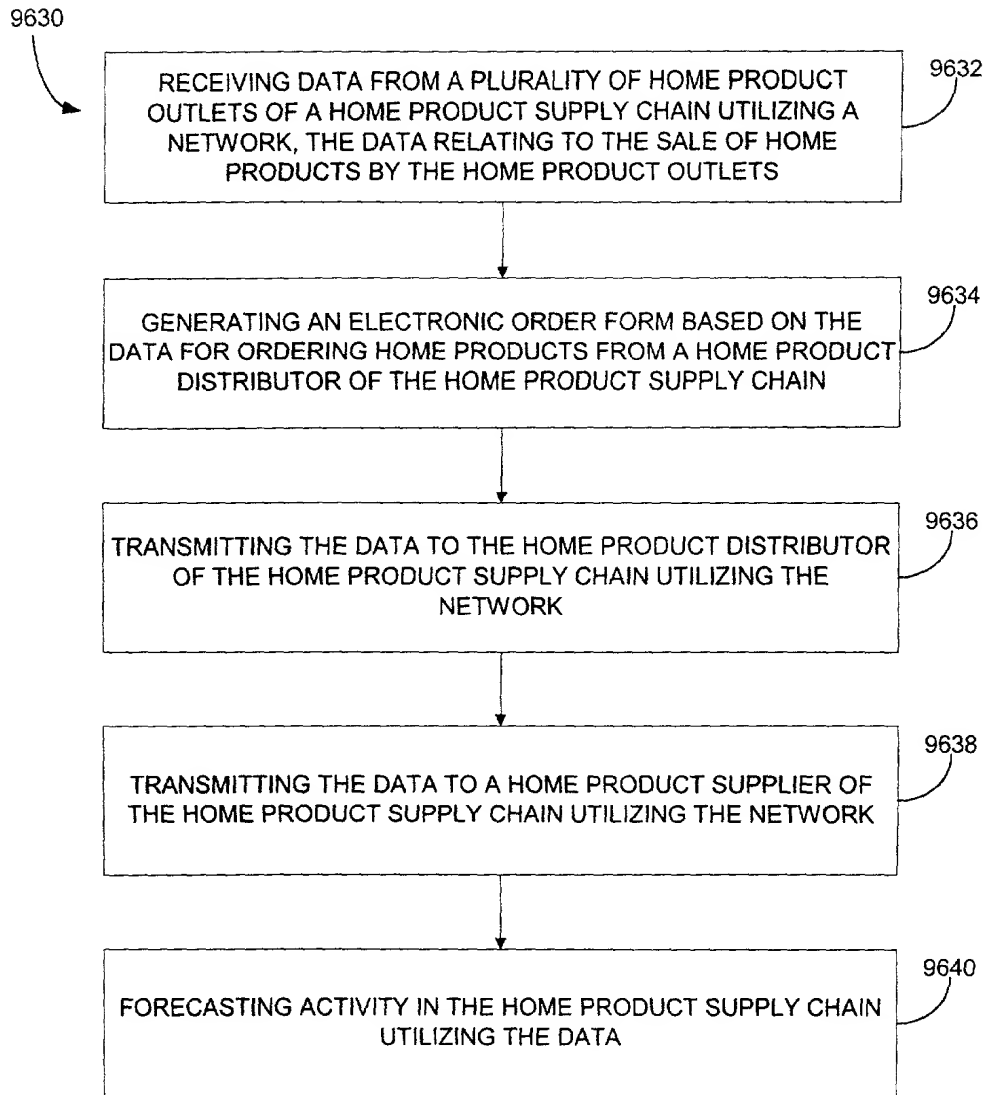 9630
RECEIVING DATA FROM A PLURALITY OF HOME PRODUCT
OUTLETS OF A HOME PRODUCT SUPPLY CHAIN UTILIZING A
NETWORK, THE DATA RELATING TO THE SALE OF HOME
PRODUCTS BY THE HOME PRODUCT OUTLETS
9632
GENERATING AN ELECTRONIC ORDER FORM BASED ON THE
DATA FOR ORDERING HOME PRODUCTS FROM A HOME PRODUCT
DISTRIBUTOR OF THE HOME PRODUCT SUPPLY CHAIN
9634
TRANSMITTING THE DATA TO THE HOME PRODUCT DISTRIBUTOR
OF THE HOME PRODUCT SUPPLY CHAIN UTILIZING THE
NETWORK
9636
TRANSMITTING THE DATA TO A HOME PRODUCT SUPPLIER OF
THE HOME PRODUCT SUPPLY CHAIN UTILIZING THE NETWORK
9638
FORECASTING ACTIVITY IN THE HOME PRODUCT SUPPLY CHAIN
UTILIZING THE DATA
9640